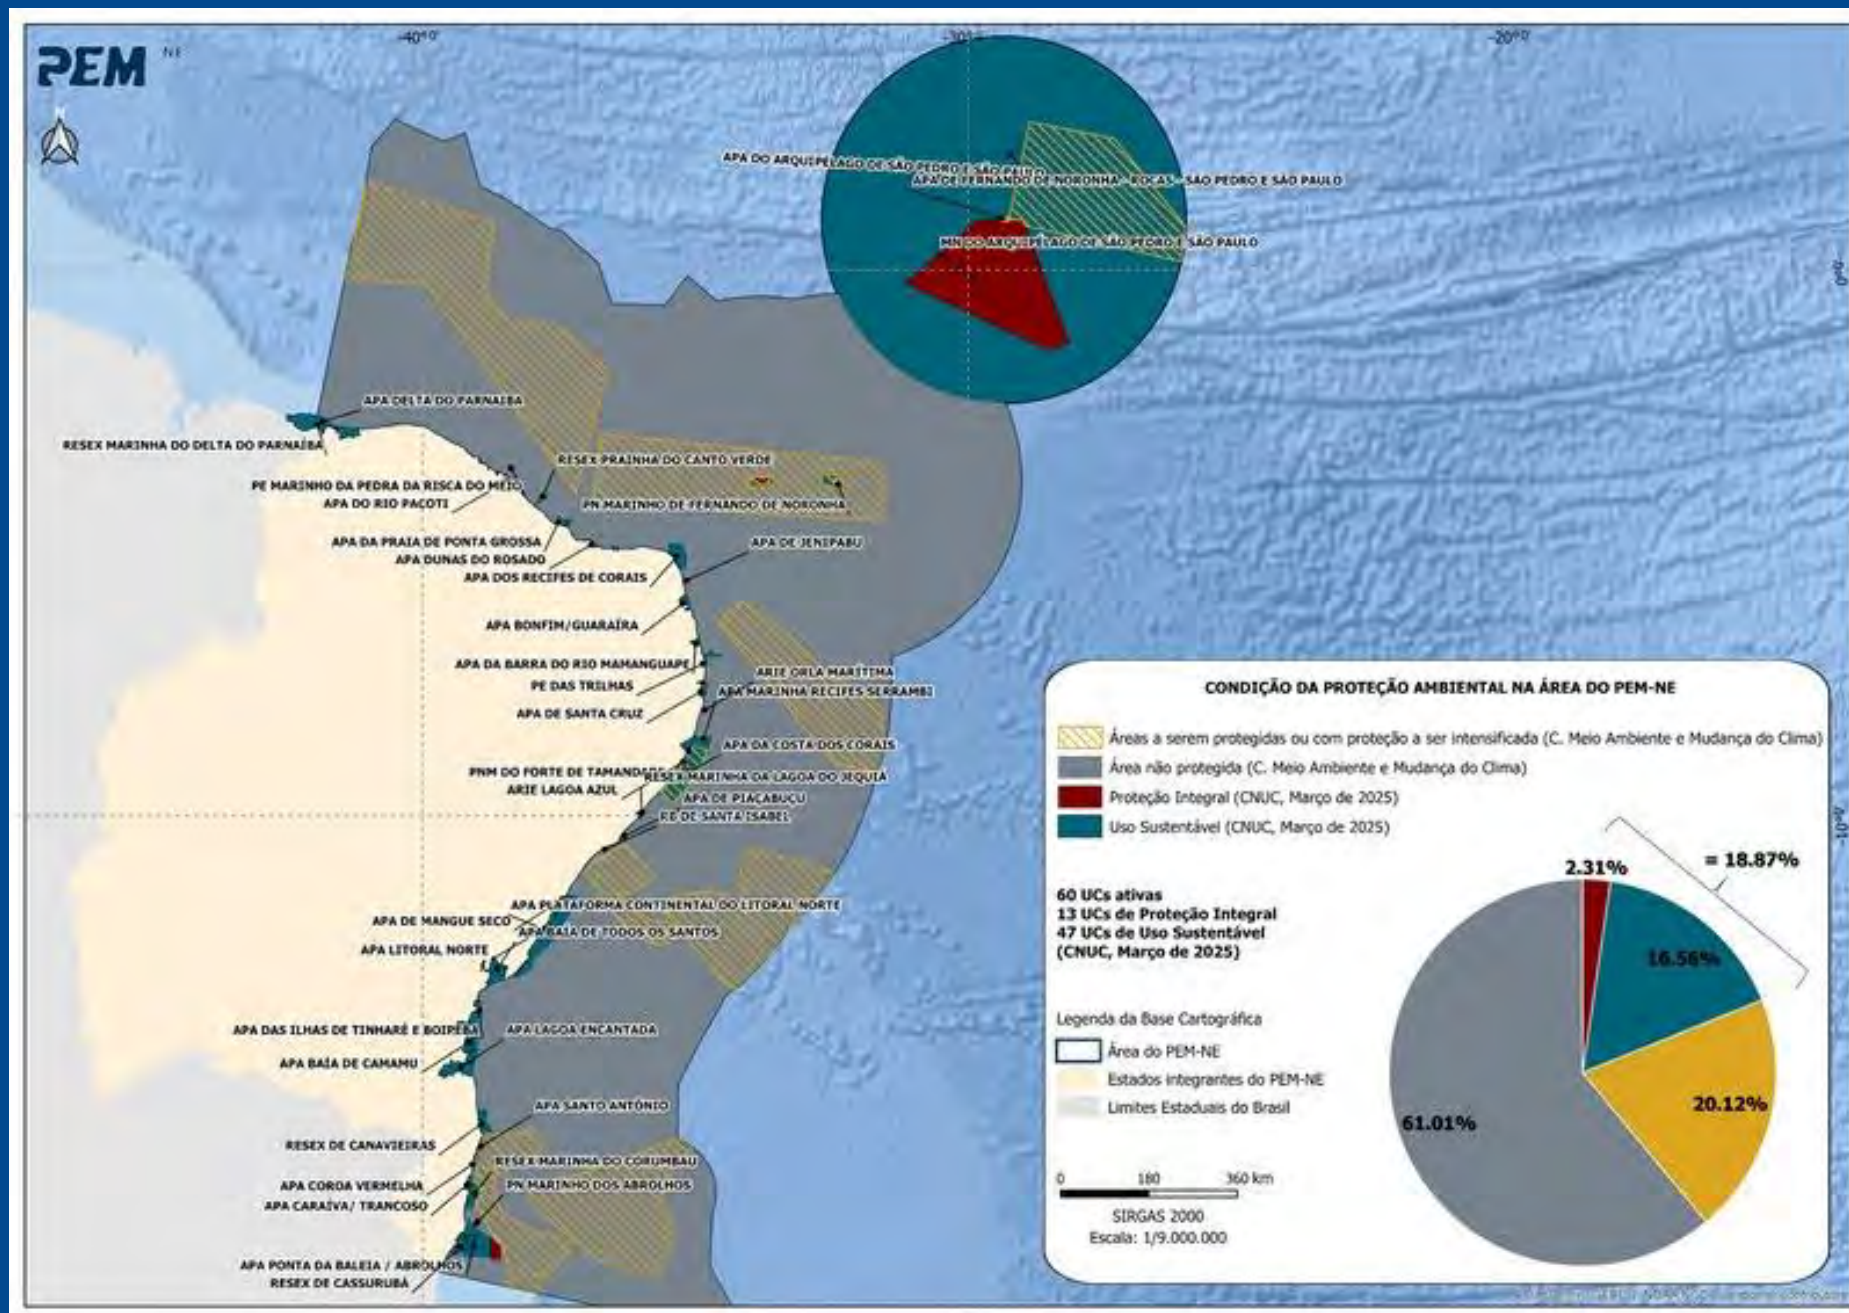 PEM NE
N
-40°0'
-30°0'
-20°0'
APA DO ARQUIPÉLAGO DE SÃO PEDRO E SÃO PAULO
APA DE FERNANDO DE NORONHA - ROCAS - SÃO PEDRO E SÃO PAULO
MN DO ARQUIPÉLAGO DE SÃO PEDRO E SÃO PAULO
0°0'
APA DELTA DO PARNAÍBA
RESEX MARINHA DO DELTA DO PARNAÍBA
RESEX PRAINHA DO CANTO VERDE
PE MARINHO DA PEDRA DA RISCA DO MEIO
APA DO RIO PACOTI
PN MARINHO DE FERNANDO DE NORONHA
APA DA PRAIA DE PONTA GROSSA
APA DE JENIPABU
APA DUNAS DO ROSADO
APA DOS RECIFES DE CORAIS
APA BONFIM/GUARAÍRA
APA DA BARRA DO RIO MAMANGUAPE
ARIE ORLA MARÍTIMA
PE DAS TRILHAS
APA MARINHA RECIFES SERRAMBI
APA DE SANTA CRUZ
APA DA COSTA DOS CORAIS
PNM DO FORTE DE TAMANDARÉ
RESEX MARINHA DA LAGOA DO JEQUIÁ
ARIE LAGOA AZUL
APA DE PIAÇABUÇU
RB DE SANTA ISABEL
-10°0'
APA PLATAFORMA CONTINENTAL DO LITORAL NORTE
APA DE MANGUE SECO
APA BAÍA DE TODOS OS SANTOS
APA LITORAL NORTE
APA DAS ILHAS DE TINHARÉ E BOIPEBA
APA LAGOA ENCANTADA
APA BAÍA DE CAMAMU
APA SANTO ANTÔNIO
RESEX DE CANAVIEIRAS
RESEX MARINHA DO CORUMBAU
APA COROA VERMELHA
PN MARINHO DOS ABROLHOS
APA CARAÍVA/ TRANCOSO
APA PONTA DA BALEIA / ABROLHOS
RESEX DE CASSURUBÁ
CONDIÇÃO DA PROTEÇÃO AMBIENTAL NA ÁREA DO PEM-NE
Áreas a serem protegidas ou com proteção a ser intensificada (C. Meio Ambiente e Mudança do Clima)
Área não protegida (C. Meio Ambiente e Mudança do Clima)
Proteção Integral (CNUC, Março de 2025)
Uso Sustentável (CNUC, Março de 2025)
60 UCs ativas
13 UCs de Proteção Integral
47 UCs de Uso Sustentável
(CNUC, Março de 2025)
Legenda da Base Cartográfica
Área do PEM-NE
Estados integrantes do PEM-NE
Limites Estaduais do Brasil
0 180 360 km
SIRGAS 2000
Escala: 1/9.000.000
2.31%
= 18.87%
16.56%
20.12%
61.01%